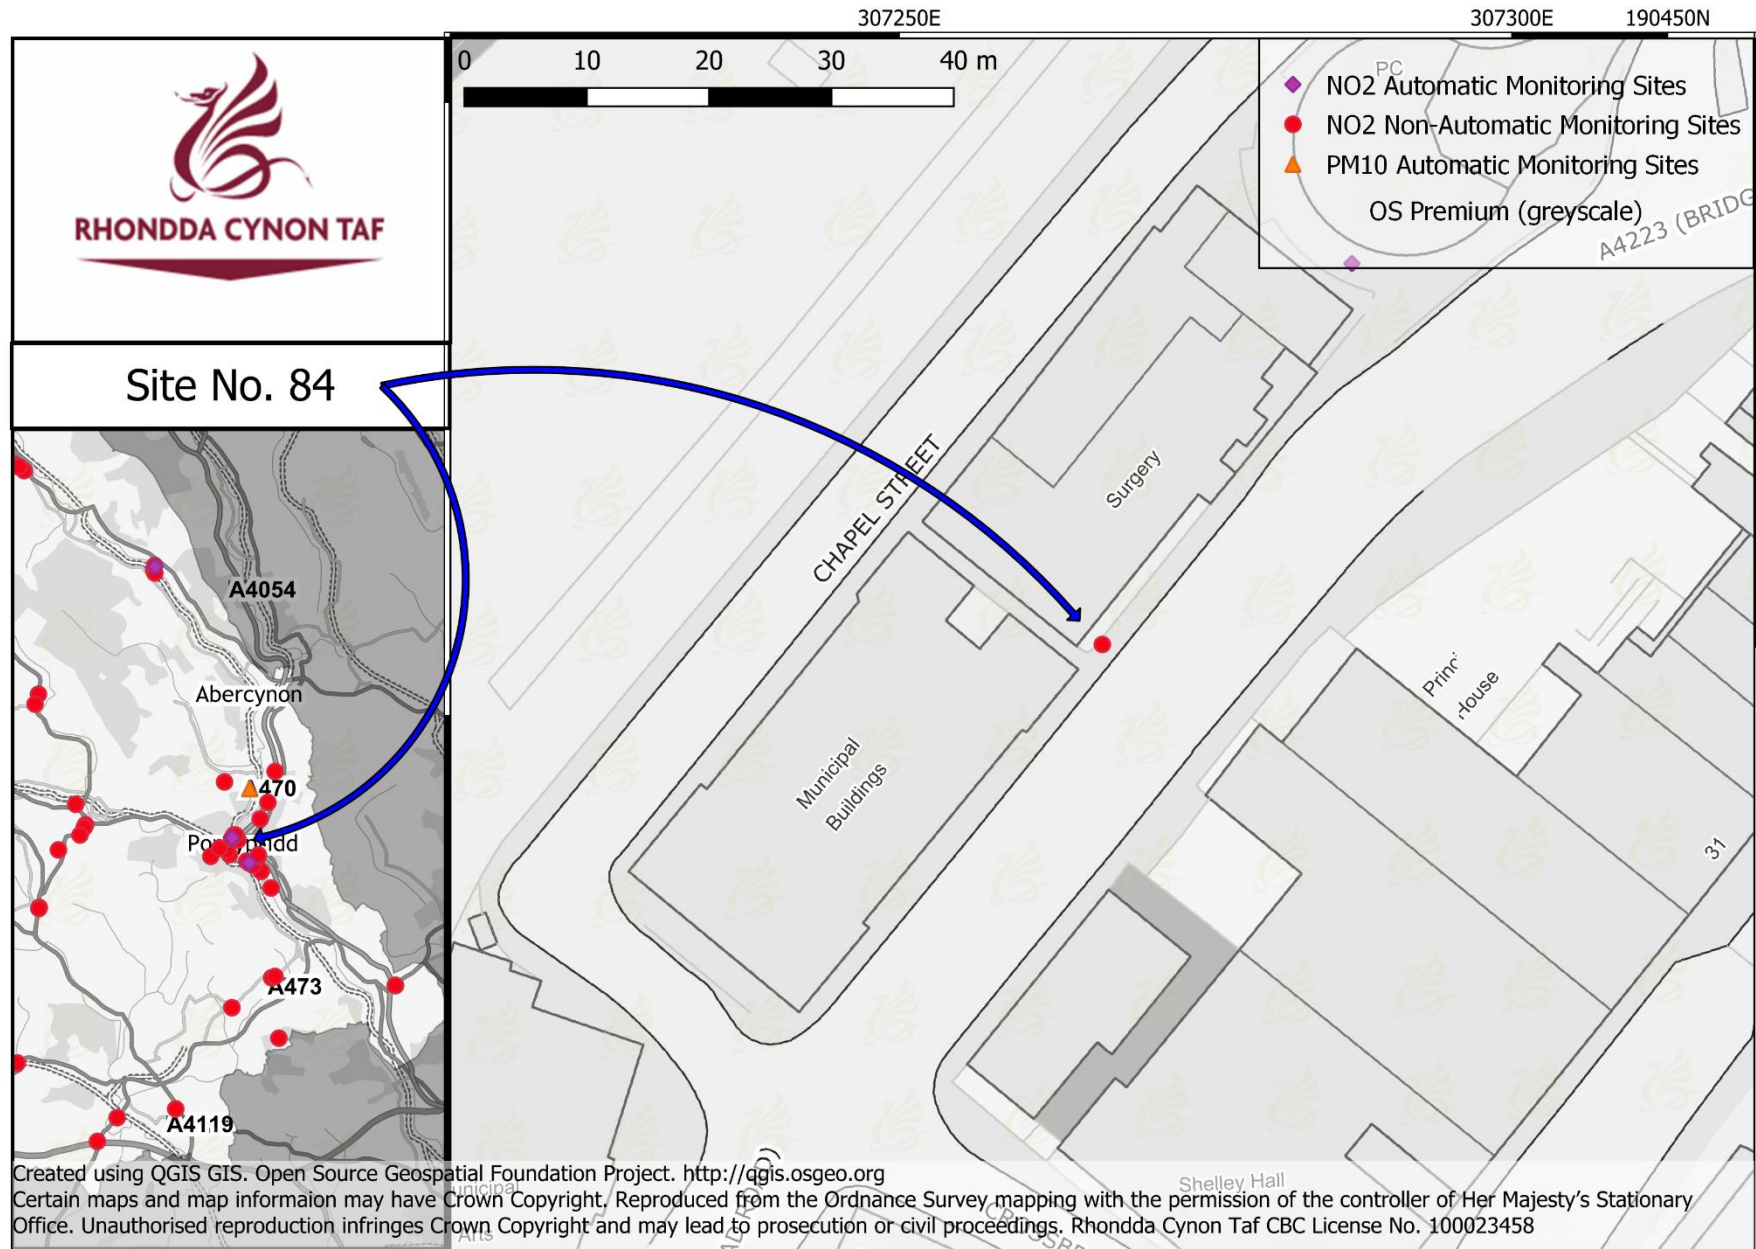 307250E
307300E
190450N
RHONDDA CYNON TAF
Site No. 84
0 10 20 30 40 m
PC
NO2 Automatic Monitoring Sites
NO2 Non-Automatic Monitoring Sites
PM10 Automatic Monitoring Sites
OS Premium (greyscale)
A4223 (BRIDG
CHAPEL STREET
Surgery
Municipal
Buildings
House
31
Shelley Hall
A4054
Abercynon
A470
A473
A4119
Arts
Created using QGIS GIS. Open Source Geospatial Foundation Project. http://qgis.osgeo.org
Certain maps and map informaion may have Crown Copyright. Reproduced from the Ordnance Survey mapping with the permission of the controller of Her Majesty's Stationary
Office. Unauthorised reproduction infringes Crown Copyright and may lead to prosecution or civil proceedings. Rhondda Cynon Taf CBC License No. 100023458